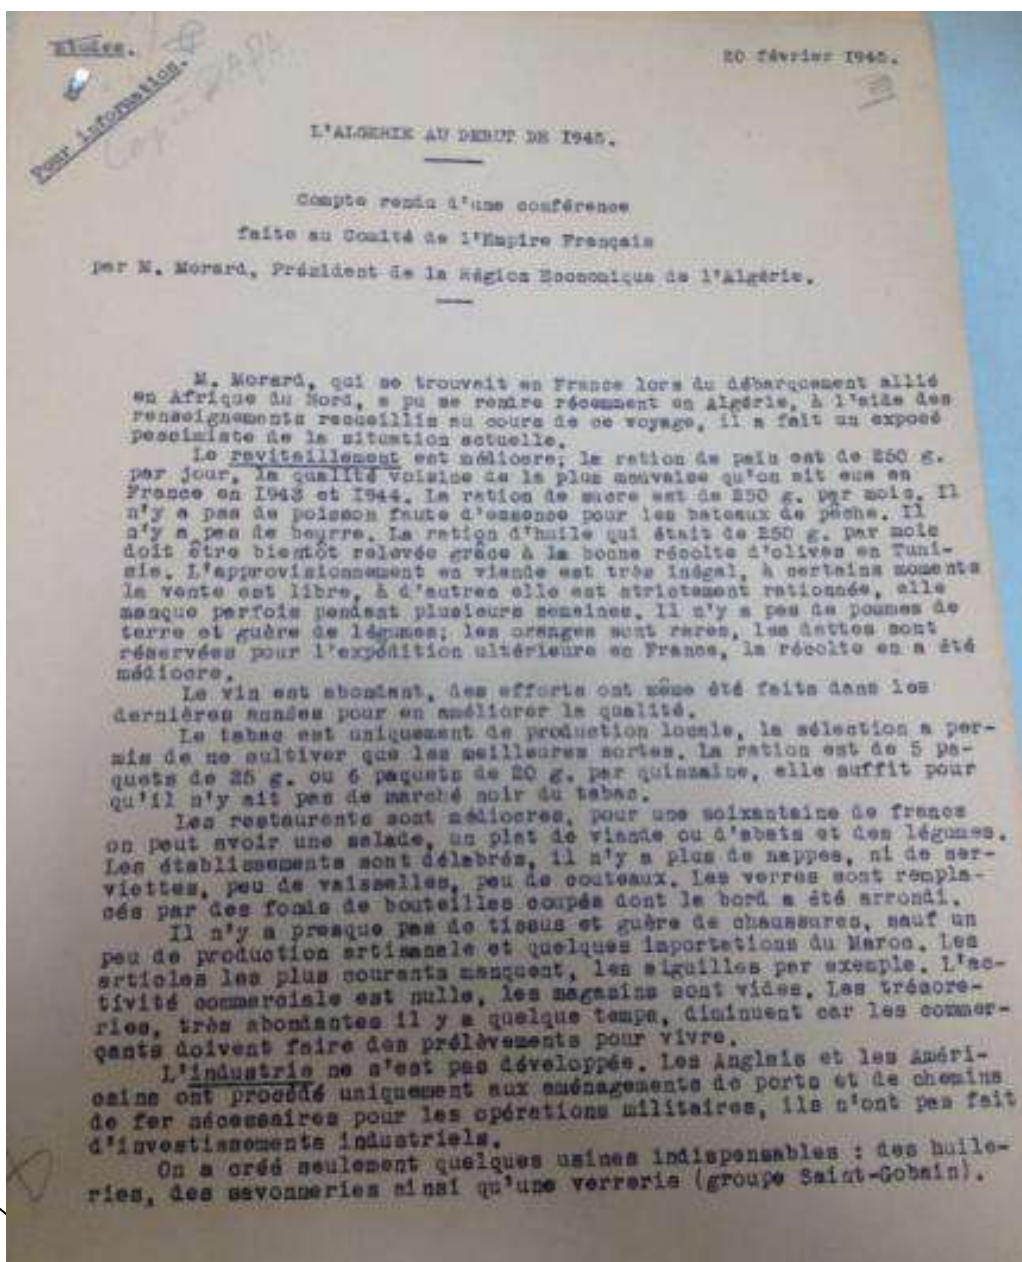 Etudes.
20 février 1945.
Pour information.
L'ALGERIE AU DEBUT DE 1945.
Compte rendu d'une conférence
faite au Comité de l'Empire Français
par M. Morard, Président de la Région Economique de l'Algérie.
M. Morard, qui se trouvait en France lors du débarquement allié
en Afrique du Nord, a pu se rendre récemment en Algérie, à l'aide des
renseignements recueillis au cours de ce voyage, il a fait un exposé
pessimiste de la situation actuelle.
Le ravitaillement est médiocre; la ration de pain est de 250 g.
par jour, la qualité voisine de la plus mauvaise qu'on ait eue en
France en 1943 et 1944. La ration de sucre est de 250 g. par mois. Il
n'y a pas de poisson faute d'essence pour les bateaux de pêche. Il
n'y a pas de beurre. La ration d'huile qui était de 250 g. par mois
doit être bientôt relevée grâce à la bonne récolte d'olives en Tuni-
sie. L'approvisionnement en viande est très inégal, à certains moments
la vente est libre, à d'autres elle est strictement rationnée, elle
manque parfois pendant plusieurs semaines. Il n'y a pas de pommes de
terre et guère de légumes; les oranges sont rares, les dattes sont
réservées pour l'expédition ultérieure en France, la récolte en a été
médiocre.
Le vin est abondant, des efforts ont même été faits dans les
dernières années pour en améliorer la qualité.
Le tabac est uniquement de production locale, la sélection a per-
mis de ne cultiver que les meilleures sortes. La ration est de 5 pa-
quets de 25 g. ou 6 paquets de 20 g. par quinzaine, elle suffit pour
qu'il n'y ait pas de marché noir du tabac.
Les restaurants sont médiocres, pour une soixantaine de francs
on peut avoir une salade, un plat de viande ou d'abats et des légumes.
Les établissements sont délabrés, il n'y a plus de nappes, ni de ser-
viettes, peu de vaisselles, peu de couteaux. Les verres sont rempla-
cés par des fonds de bouteilles coupés dont le bord a été arrondi.
Il n'y a presque pas de tissus et guère de chaussures, sauf un
peu de production artisanale et quelques importations du Maroc. Les
articles les plus courants manquent, les aiguilles par exemple. L'ac-
tivité commerciale est nulle, les magasins sont vides. Les trésore-
ries, très abondantes il y a quelque temps, diminuent car les commer-
çants doivent faire des prélèvements pour vivre.
L'industrie ne s'est pas développée. Les Anglais et les Améri-
cains ont procédé uniquement aux aménagements de ports et de chemins
de fer nécessaires pour les opérations militaires, ils n'ont pas fait
d'investissements industriels.
On a créé seulement quelques usines indispensables : des huile-
ries, des savonneries ainsi qu'une verrerie (groupe Saint-Gobain).